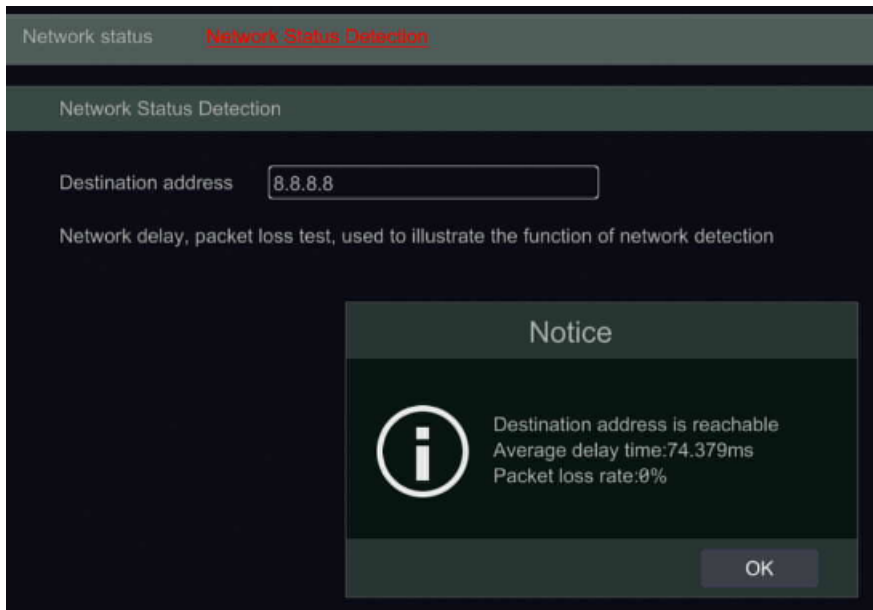 Network status Network Status Detection
Network Status Detection
Destination address 8.8.8.8
Network delay, packet loss test, used to illustrate the function of network detection
Notice
Destination address is reachable
Average delay time:74.379ms
Packet loss rate:0%
OK